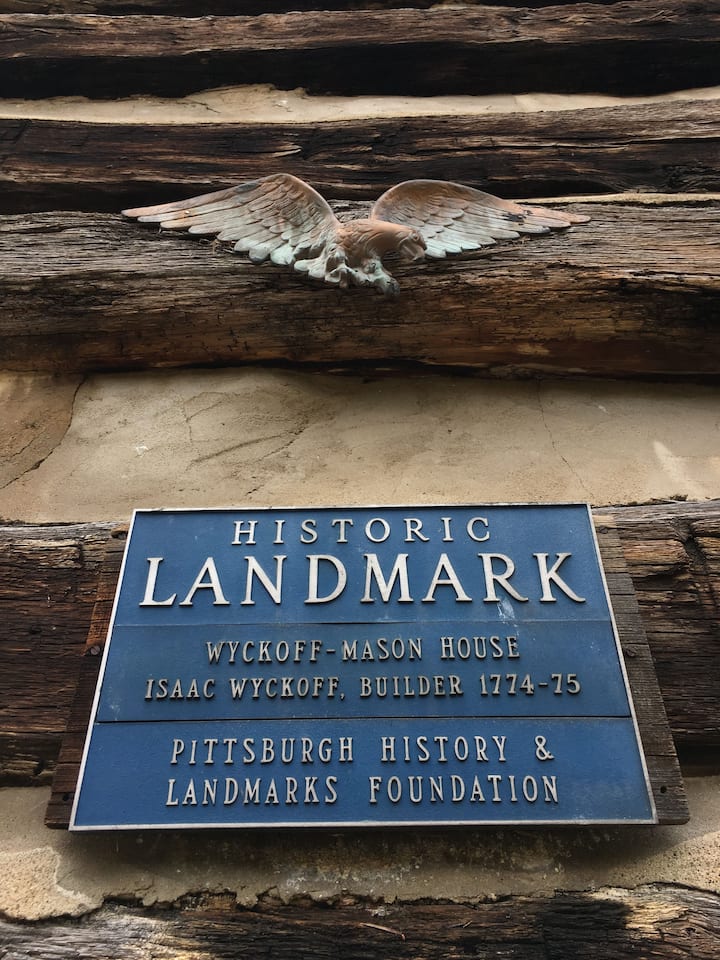 HISTORIC
LANDMARK
WYCKOFF-MASON HOUSE
ISAAC WYCKOFF, BUILDER 1774-75
PITTSBURGH HISTORY &
LANDMARKS FOUNDATION